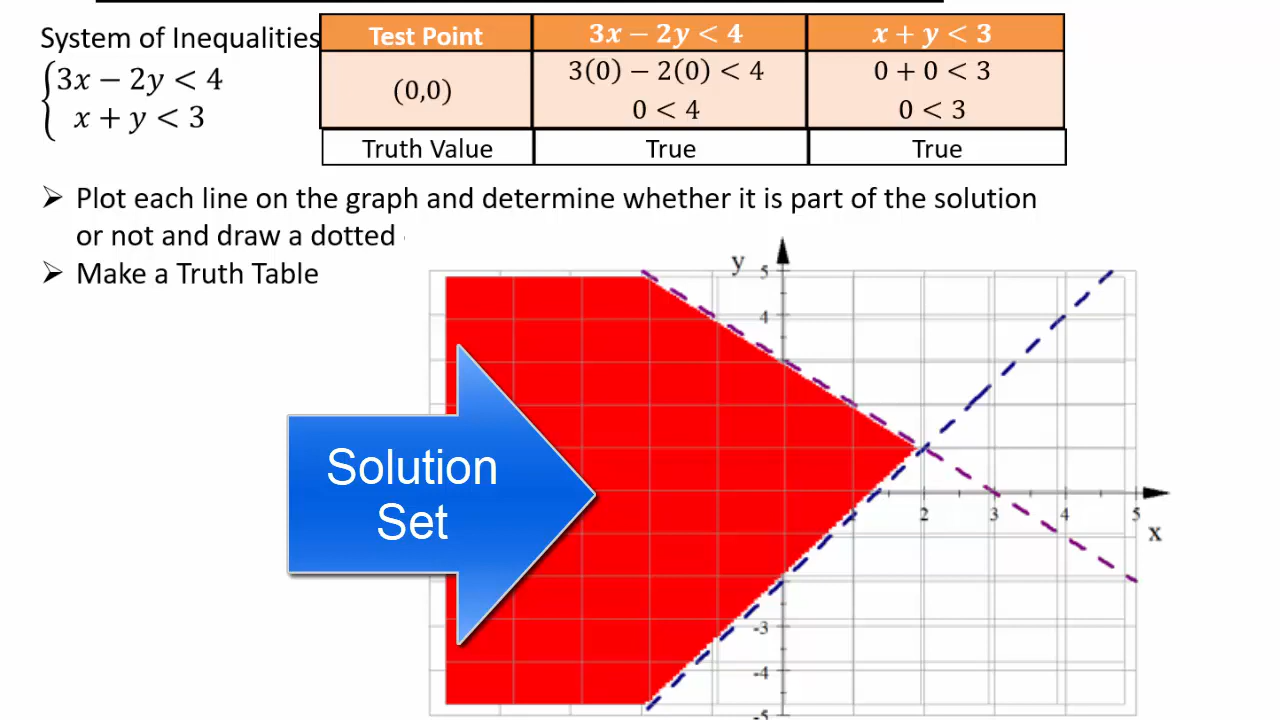 System of Inequalities
3x − 2y < 4
x + y < 3
Test Point 3x − 2y < 4 x + y < 3
(0,0)
3(0) − 2(0) < 4
0 < 4
0 + 0 < 3
0 < 3
Truth Value True True
➢ Plot each line on the graph and determine whether it is part of the solution
or not and draw a dotted
➢ Make a Truth Table
Solution
Set
y
5
4
2 3 4 5
x
-3
-4
-5